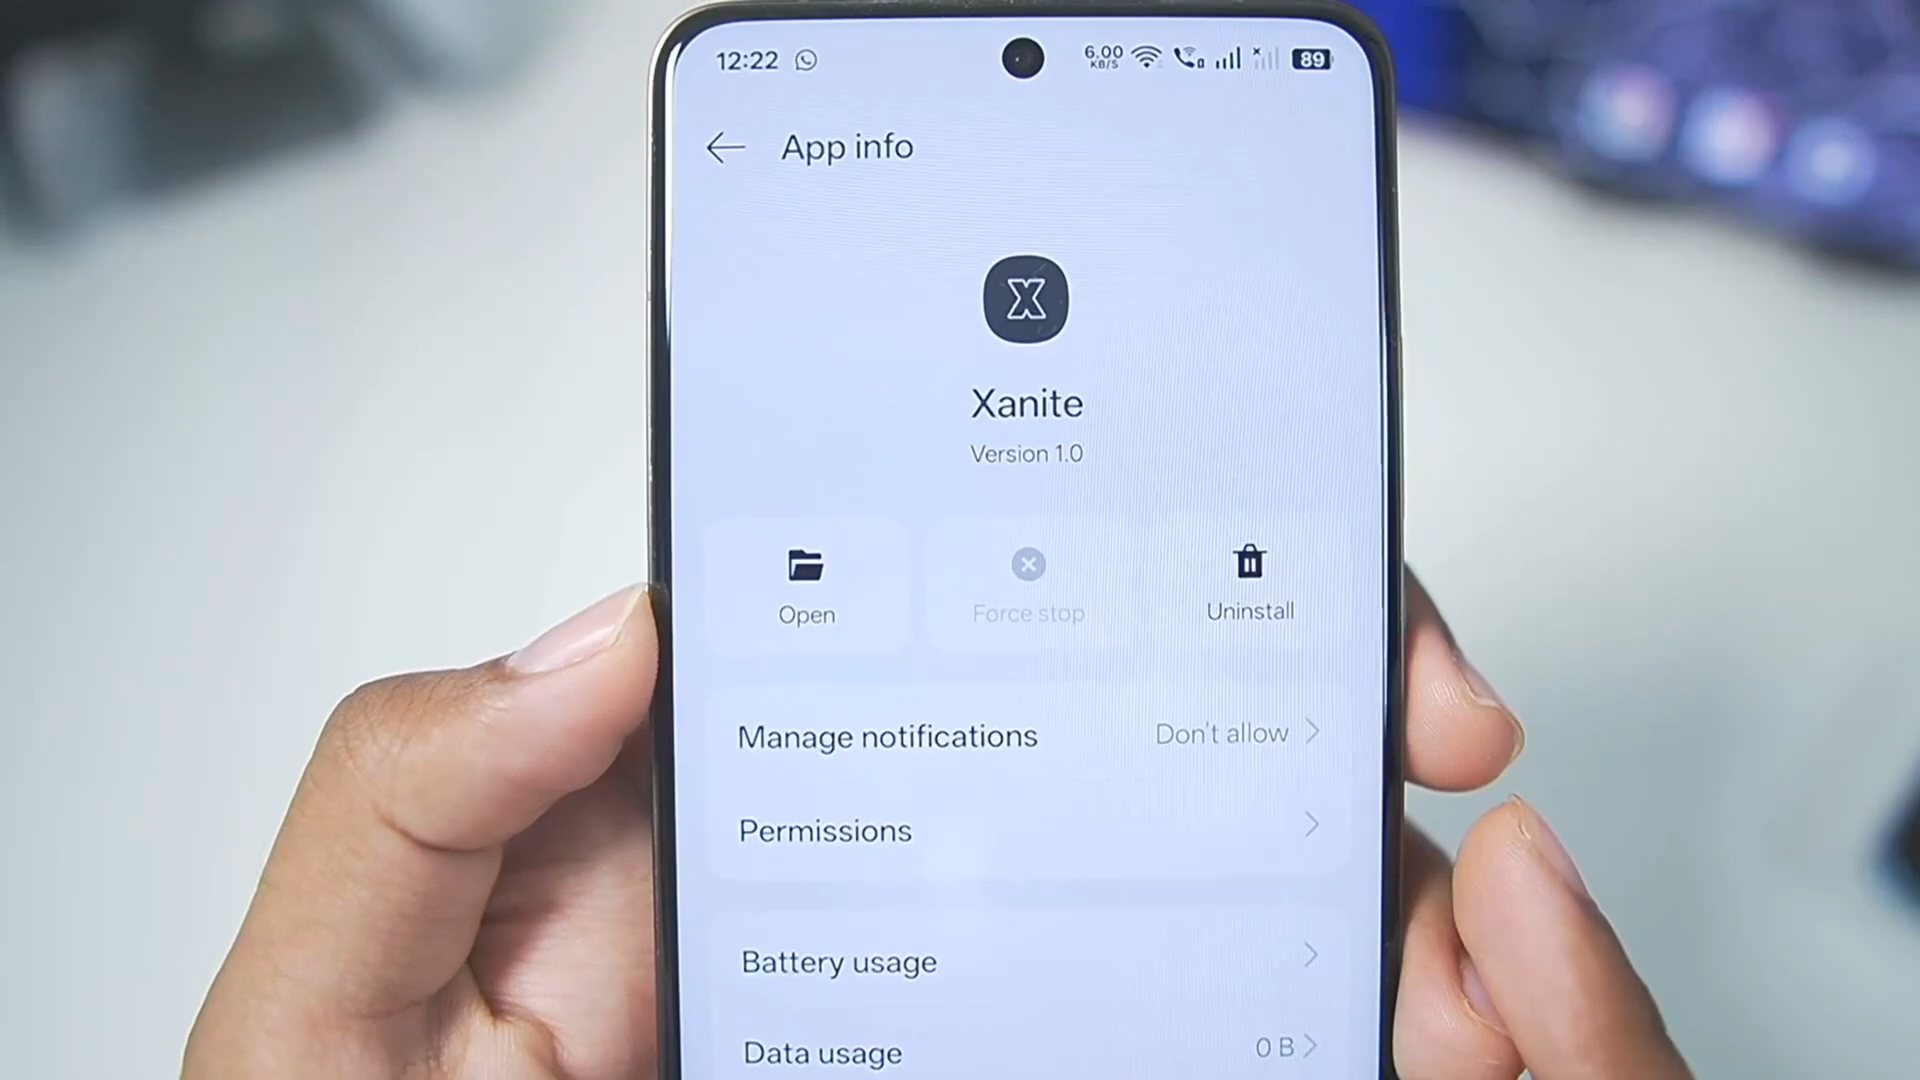 12:22
6.00
KB/S
89
App info
X
Xanite
Version 1.0
Open
Force stop
Uninstall
Manage notifications
Don't allow
Permissions
Battery usage
Data usage
0 B